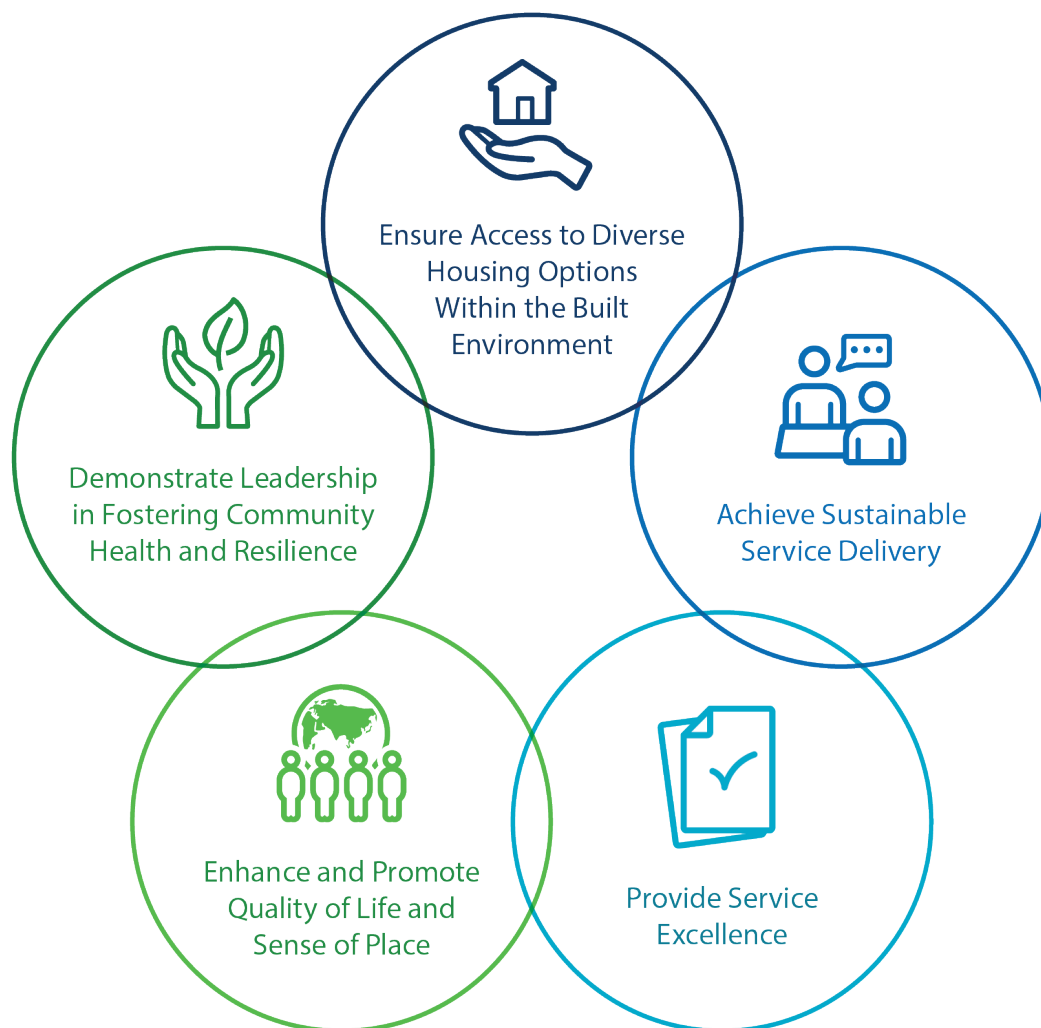 Ensure Access to Diverse
Housing Options
Within the Built
Environment
Demonstrate Leadership
in Fostering Community
Health and Resilience
Achieve Sustainable
Service Delivery
Enhance and Promote
Quality of Life and
Sense of Place
Provide Service
Excellence